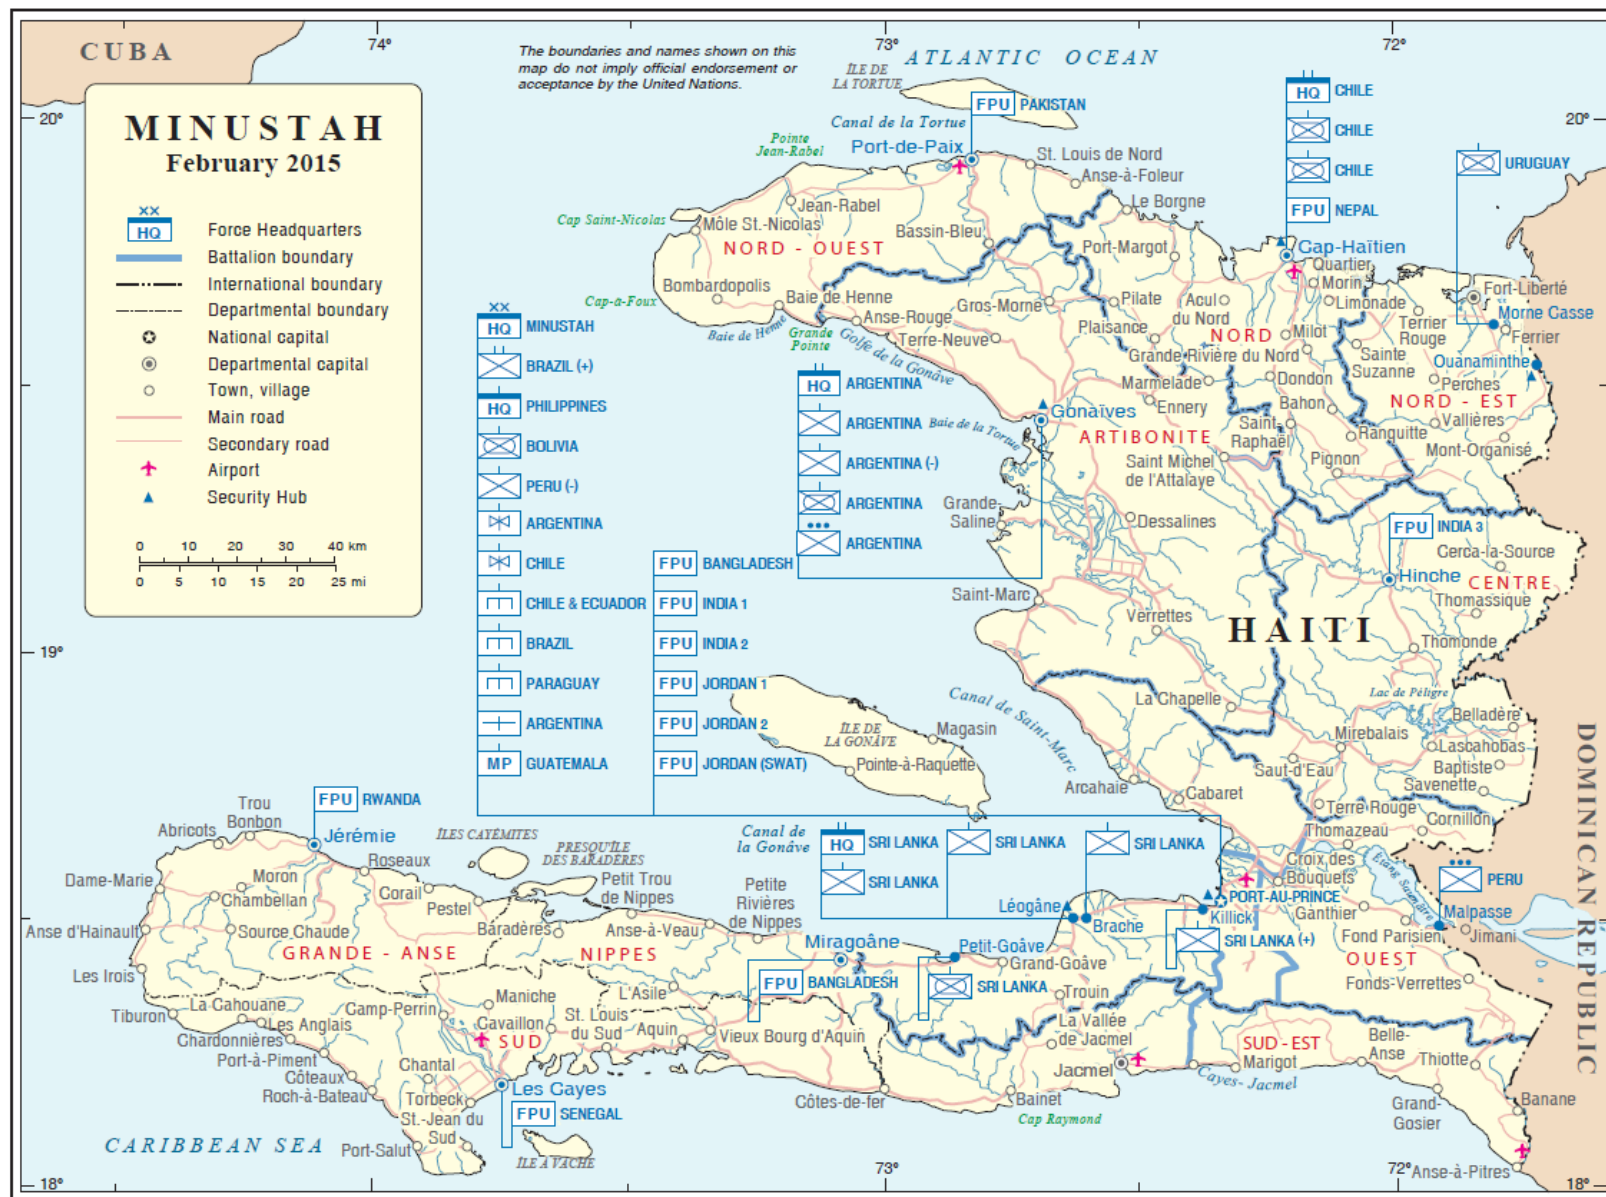 CUBA
74°
73°
72°
The boundaries and names shown on this
map do not imply official endorsement or
acceptance by the United Nations.
ATLANTIC OCEAN
ÎLE DE
LA TORTUE
20°
20°
MINUSTAH
February 2015
HQ
Force Headquarters
Battalion boundary
International boundary
Departmental boundary
National capital
Departmental capital
Town, village
Main road
Secondary road
Airport
Security Hub
0 10 20 30 40 km
0 5 10 15 20 25 mi
FPU PAKISTAN
Canal de la Tortue
Port-de-Paix
Pointe
Jean-Rabel
St. Louis de Nord
Anse-à-Foleur
Le Borgne
HQ CHILE
CHILE
CHILE
FPU NEPAL
URUGUAY
Cap Saint-Nicolas
Jean-Rabel
Môle St.-Nicolas
NORD - OUEST
Bassin-Bleu
Port-Margot
Cap-Haïtien
Quartier
Morin
Limonade
Fort-Liberté
Morne Casse
Ferrier
Terrier
Rouge
Bombardopolis
Cap-à-Foux
Baie de Henne
Baie de Henne
Grande
Pointe
Anse-Rouge
Terre-Neuve
Golfe de la Gonâve
Gros-Morne
Pilate
Plaisance
Acul
du Nord
NORD
Milot
Grande Rivière du Nord
Sainte
Suzanne
Ouanaminthe
Perches
NORD - EST
Vallières
Mont-Organisé
Marmelade
Dondon
Ennery
Bahon
Saint-
Raphaël
Ranquitte
Pignon
Gonaïves
Baie de la Tortue
ARTIBONITE
Saint Michel
de l'Attalaye
Grande-
Saline
Dessalines
HQ MINUSTAH
BRAZIL (+)
HQ PHILIPPINES
BOLIVIA
PERU (-)
ARGENTINA
CHILE
CHILE & ECUADOR
BRAZIL
PARAGUAY
ARGENTINA
MP GUATEMALA
FPU BANGLADESH
FPU INDIA 1
FPU INDIA 2
FPU JORDAN 1
FPU JORDAN 2
FPU JORDAN (SWAT)
HQ ARGENTINA
ARGENTINA
ARGENTINA (-)
ARGENTINA
ARGENTINA
FPU INDIA 3
Cerca-la-Source
Hinche
CENTRE
Thomassique
Thomonde
Saint-Marc
Verrettes
HAITI
19°
19°
La Chapelle
Lac de Péligre
Belladère
Mirebalais
Lascahobas
Baptiste
Savenette
Saut-d'Eau
Canal de Saint-Marc
ÎLE DE
LA GONÂVE
Magasin
Pointe-à-Raquette
Arcahaie
Cabaret
Terre Rouge
Cornillon
Thomazeau
DOMINICAN REPUBLIC
FPU RWANDA
Trou
Bonbon
Abricots
Jérémie
ÎLES CAYÉMITES
PRESQU'ÎLE
DES BARADÈRES
Canal de
la Gonâve
HQ SRI LANKA
SRI LANKA
SRI LANKA
SRI LANKA
Croix des
Bouquets
Etang Saumâtre
PERU
Roseaux
Dame-Marie
Moron
Chambellan
Corail
Pestel
Petit Trou
de Nippes
Petite
Rivières
de Nippes
Léogâne
Brache
PORT-AU-PRINCE
Killick
Ganthier
Malpasse
Jimani
Fond Parisien
Anse d'Hainault
Source Chaude
GRANDE - ANSE
Baradères
Anse-à-Veau
NIPPES
Miragoâne
Petit-Goâve
Grand-Goâve
SRI LANKA (+)
OUEST
Fonds-Verrettes
Les Irois
FPU BANGLADESH
SRI LANKA
L'Asile
Trouin
Tiburon
La Cahouane
Les Anglais
Chardonnières
Port-à-Piment
Côteaux
Roch-à-Bateau
Camp-Perrin
Maniche
Cavaillon
SUD
St. Louis
du Sud
Aquin
Vieux Bourg d'Aquin
La Vallée
de Jacmel
Jacmel
SUD-EST
Marigot
Cayes-Jacmel
Belle-
Anse
Thiotte
Chantal
Torbeck
St.-Jean du
Sud
Port-Salut
Les Cayes
FPU SENEGAL
ÎLE À VACHE
Côtes-de-fer
Bainet
Cap Raymond
Grand-
Gosier
Banane
Anse-à-Pitres
CARIBBEAN SEA
18°
73°
72°
18°